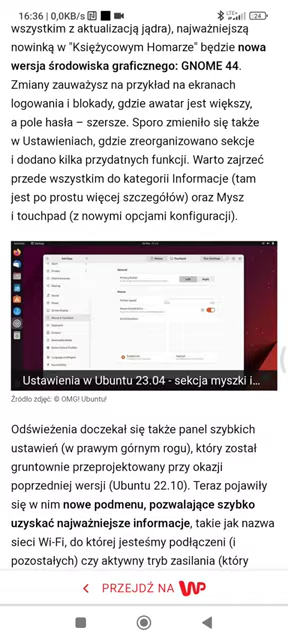 16:36 | 0,0KB/s
LTE+
24
wszystkim z aktualizacją jądra), najważniejszą
nowinką w "Księżycowym Homarze" będzie nowa
wersja środowiska graficznego: GNOME 44.
Zmiany zauważysz na przykład na ekranach
logowania i blokady, gdzie awatar jest większy,
a pole hasła – szersze. Sporo zmieniło się także
w Ustawieniach, gdzie zreorganizowano sekcje
i dodano kilka przydatnych funkcji. Warto zajrzeć
przede wszystkim do kategorii Informacje (tam
jest po prostu więcej szczegółów) oraz Mysz
i touchpad (z nowymi opcjami konfiguracji).
Ustawienia w Ubuntu 23.04 - sekcja myszki i...
Źródło zdjęć: © OMG! Ubuntu!
Odświeżenia doczekał się także panel szybkich
ustawień (w prawym górnym rogu), który został
gruntownie przeprojektowany przy okazji
poprzedniej wersji (Ubuntu 22.10). Teraz pojawiły
się w nim nowe podmenu, pozwalające szybko
uzyskać najważniejsze informacje, takie jak nazwa
sieci Wi-Fi, do której jesteśmy podłączeni (i
pozostałych) czy aktywny tryb zasilania (który
PRZEJDŹ NA WP